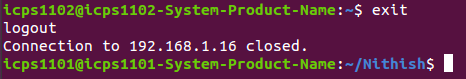 icps1102@icps1102-System-Product-Name:~$ exit
logout
Connection to 192.168.1.16 closed.
icps1101@icps1101-System-Product-Name:~/Nithish$